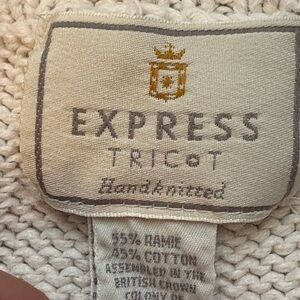 EXPRESS
TRICOT
Handknitted
55% RAMIE
45% COTTON
ASSEMBLED IN THE
BRITISH CROWN
COLONY OF